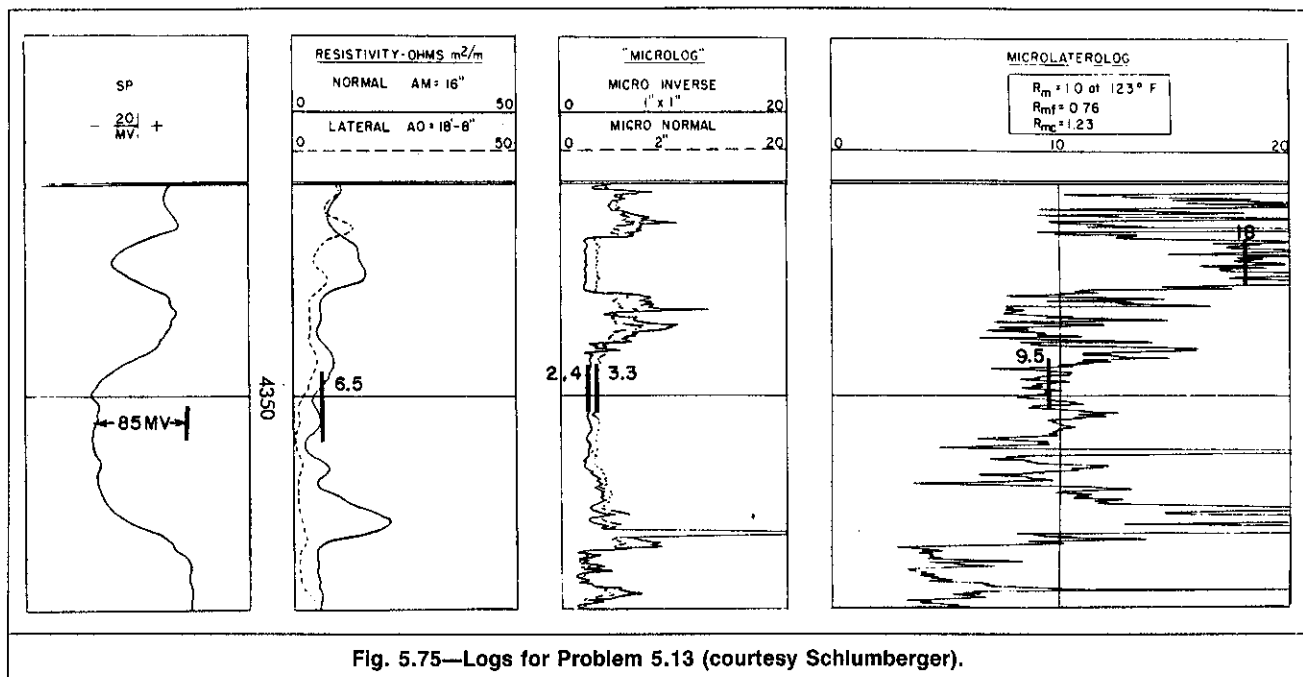 SP
- 20 +
MV.
RESISTIVITY-OHMS m²/m
NORMAL AM = 16"
0 50
LATERAL AO = 18'-8"
0 50
"MICROLOG"
MICRO INVERSE
1" x 1"
0 20
MICRO NORMAL
0 2" 20
MICROLATEROLOG
Rm = 1.0 at 123° F
Rmf = 0.76
Rmc = 1.23
0 10 20
18
9.5
2.4 3.3
6.5
4350
85 MV
Fig. 5.75—Logs for Problem 5.13 (courtesy Schlumberger).